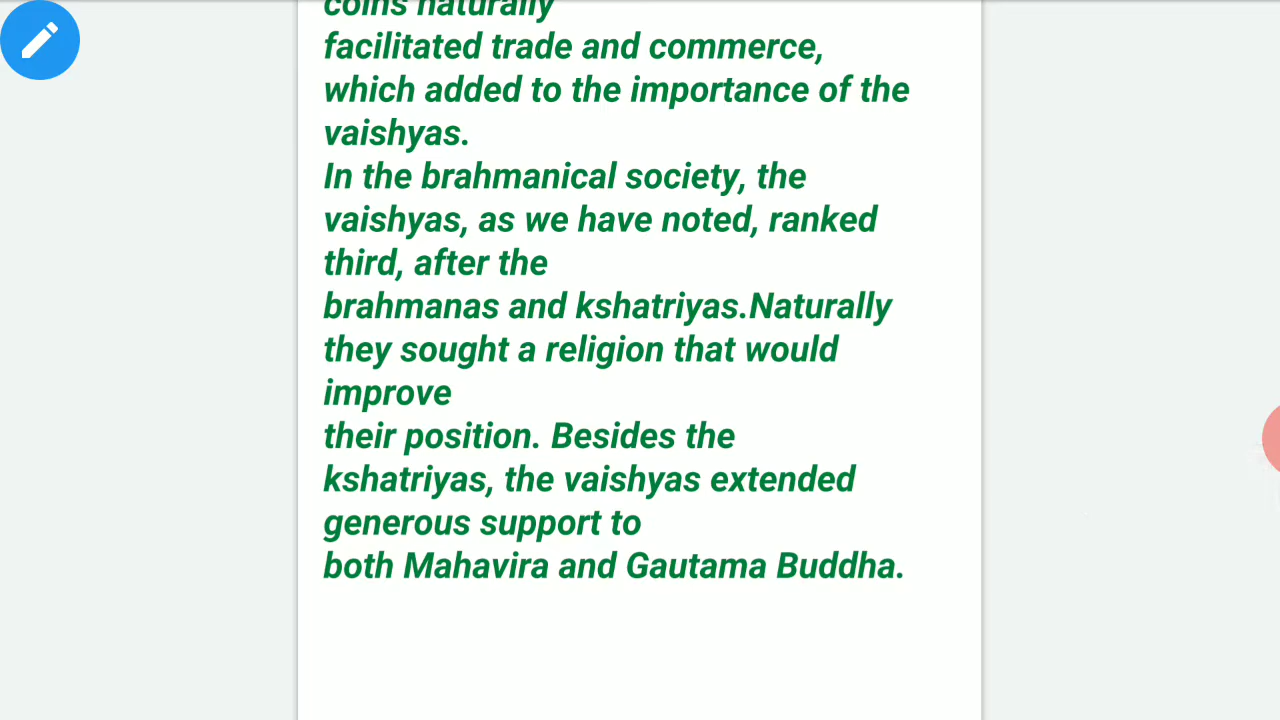 coins naturally
facilitated trade and commerce,
which added to the importance of the
vaishyas.
In the brahmanical society, the
vaishyas, as we have noted, ranked
third, after the
brahmanas and kshatriyas.Naturally
they sought a religion that would
improve
their position. Besides the
kshatriyas, the vaishyas extended
generous support to
both Mahavira and Gautama Buddha.